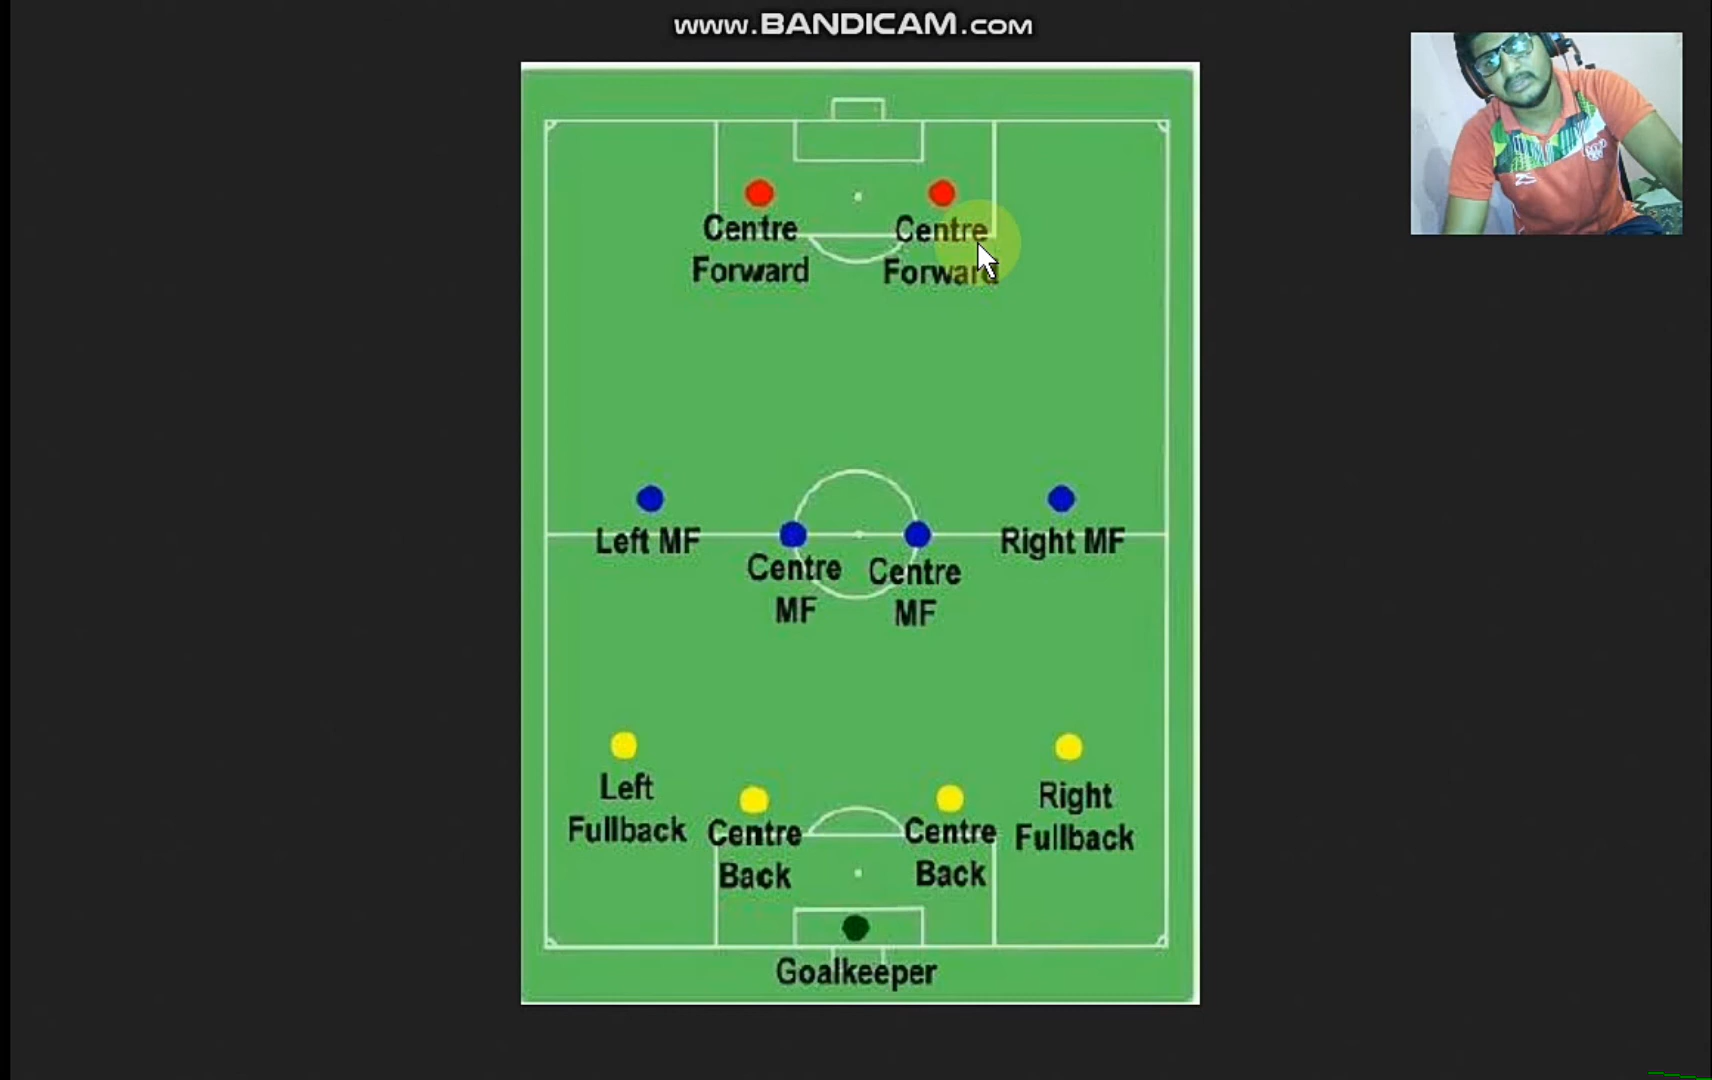 www.BANDICAM.com
Centre
Forward
Centre
Forward
Left MF
Right MF
Centre
MF
Centre
MF
Left
Fullback
Centre
Back
Centre
Back
Right
Fullback
Goalkeeper